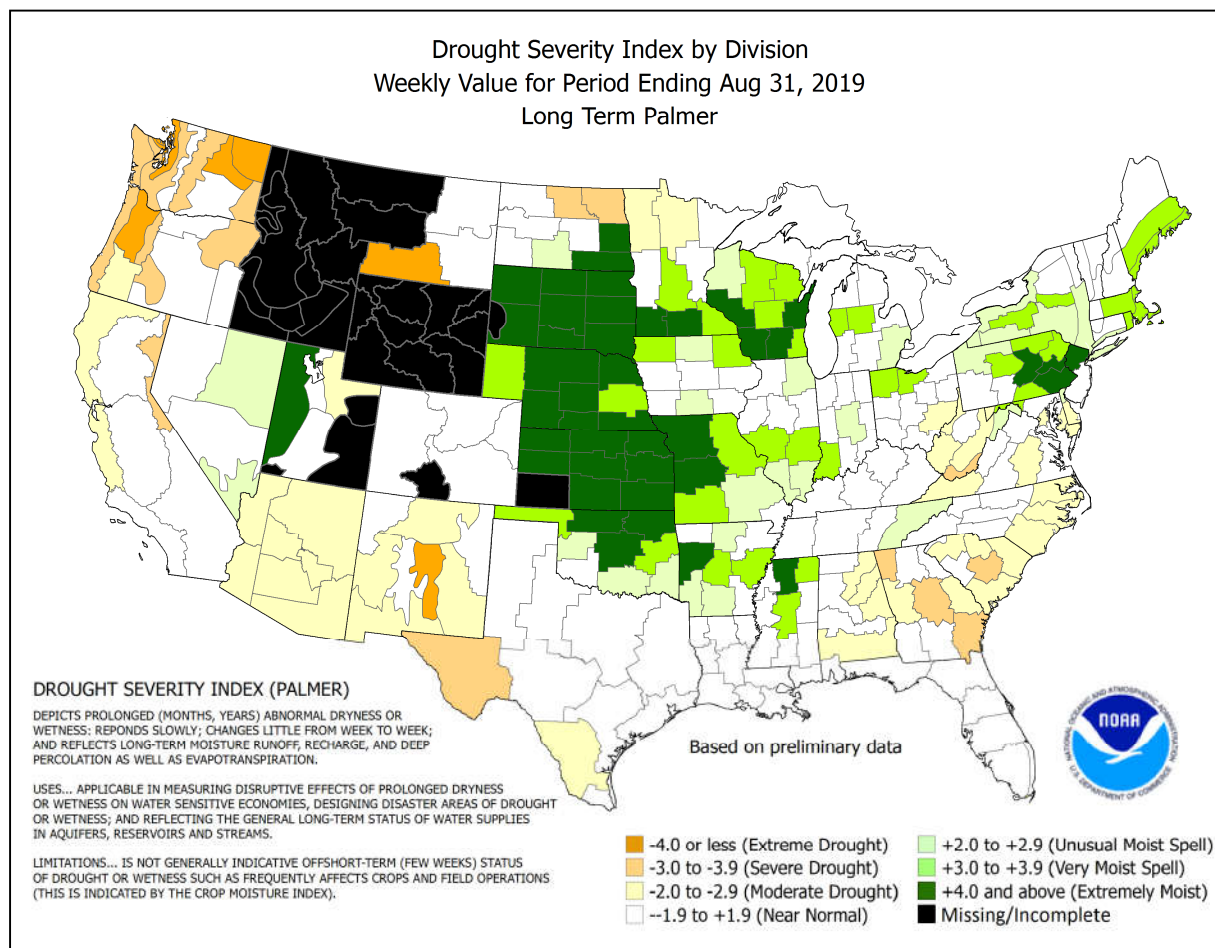 Drought Severity Index by Division
Weekly Value for Period Ending Aug 31, 2019
Long Term Palmer
DROUGHT SEVERITY INDEX (PALMER)
DEPICTS PROLONGED (MONTHS, YEARS) ABNORMAL DRYNESS OR
WETNESS: REPONDS SLOWLY; CHANGES LITTLE FROM WEEK TO WEEK;
AND REFLECTS LONG-TERM MOISTURE RUNOFF, RECHARGE, AND DEEP
PERCOLATION AS WELL AS EVAPOTRANSPIRATION.
USES... APPLICABLE IN MEASURING DISRUPTIVE EFFECTS OF PROLONGED DRYNESS
OR WETNESS ON WATER SENSITIVE ECONOMIES, DESIGNING DISASTER AREAS OF DROUGHT
OR WETNESS; AND REFLECTING THE GENERAL LONG-TERM STATUS OF WATER SUPPLIES
IN AQUIFERS, RESERVOIRS AND STREAMS.
LIMITATIONS... IS NOT GENERALLY INDICATIVE OFFSHORT-TERM (FEW WEEKS) STATUS
OF DROUGHT OR WETNESS SUCH AS FREQUENTLY AFFECTS CROPS AND FIELD OPERATIONS
(THIS IS INDICATED BY THE CROP MOISTURE INDEX).
Based on preliminary data
NATIONAL OCEANIC AND ATMOSPHERIC ADMINISTRATION
NOAA
U.S. DEPARTMENT OF COMMERCE
-4.0 or less (Extreme Drought)
-3.0 to -3.9 (Severe Drought)
-2.0 to -2.9 (Moderate Drought)
--1.9 to +1.9 (Near Normal)
+2.0 to +2.9 (Unusual Moist Spell)
+3.0 to +3.9 (Very Moist Spell)
+4.0 and above (Extremely Moist)
Missing/Incomplete